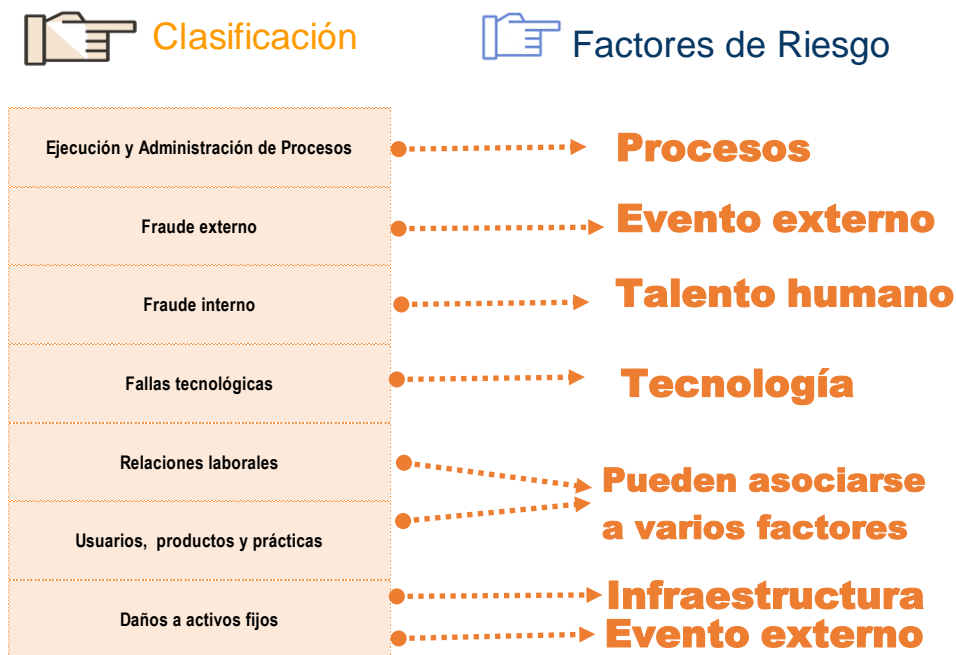 Clasificación
Factores de Riesgo
Ejecución y Administración de Procesos
Procesos
Fraude externo
Evento externo
Fraude interno
Talento humano
Fallas tecnológicas
Tecnología
Relaciones laborales
Usuarios, productos y prácticas
Pueden asociarse
a varios factores
Daños a activos fijos
Infraestructura
Evento externo